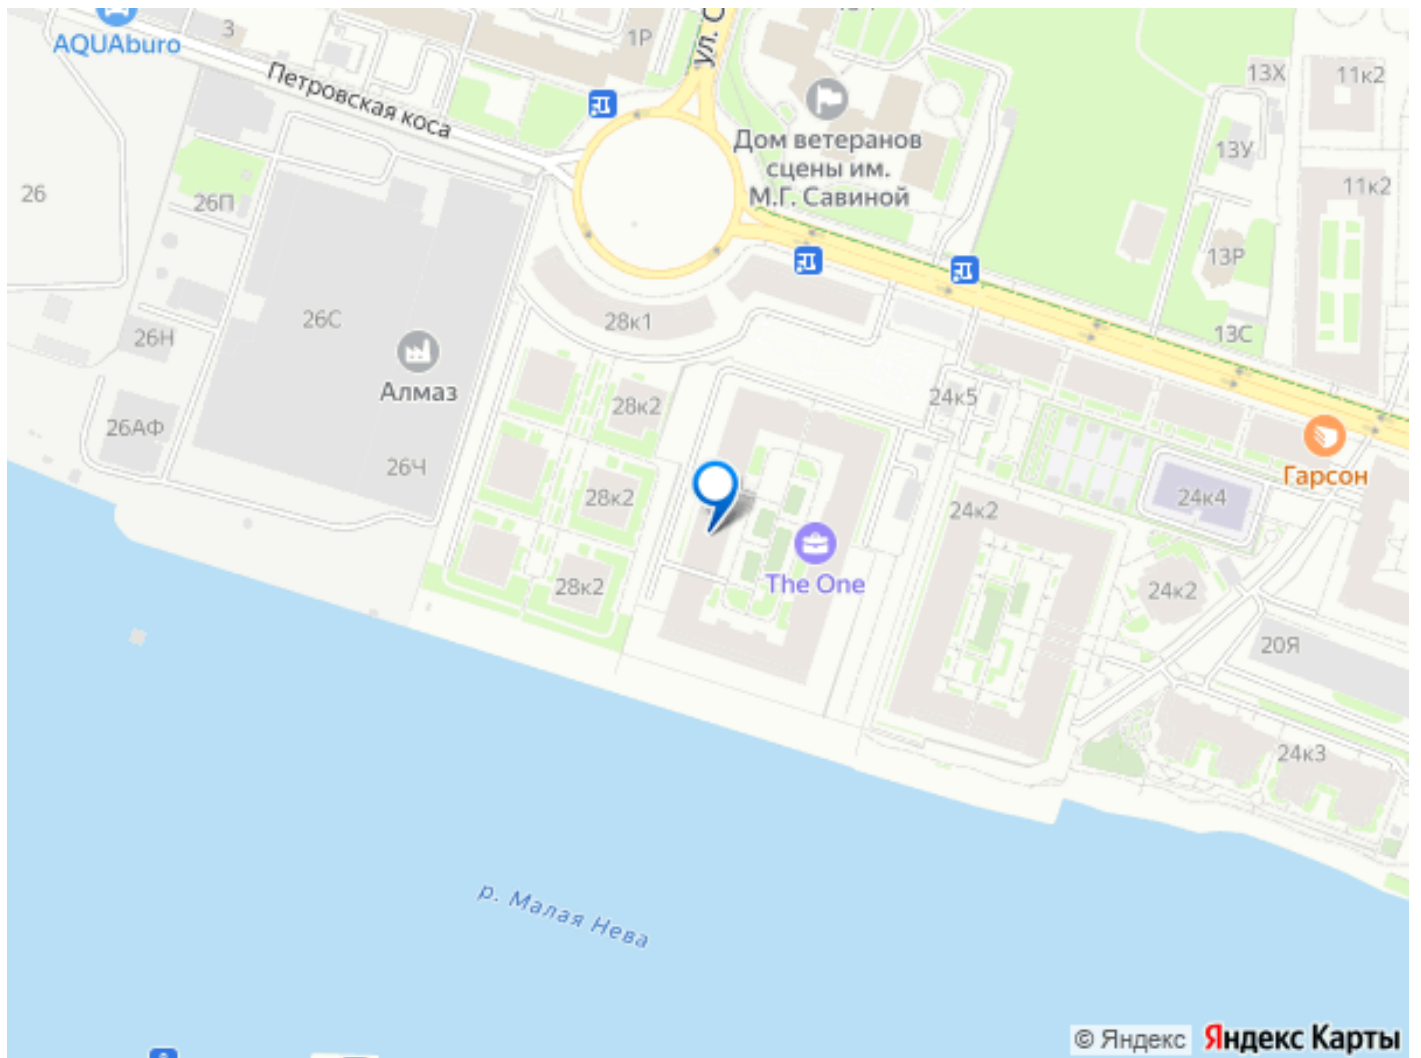 AQUAburo
3
1Р
ул. С
Петровская коса
13Х
11к2
Дом ветеранов
сцены им.
М.Г. Савиной
13У
11к2
26
26П
13Р
26С
28к1
13С
26Н
Алмаз
28к2
24к5
26АФ
26Ч
Гарсон
28к2
24к2
24к4
The One
28к2
24к2
20Я
24к3
р. Малая Нева
© Яндекс Яндекс Карты